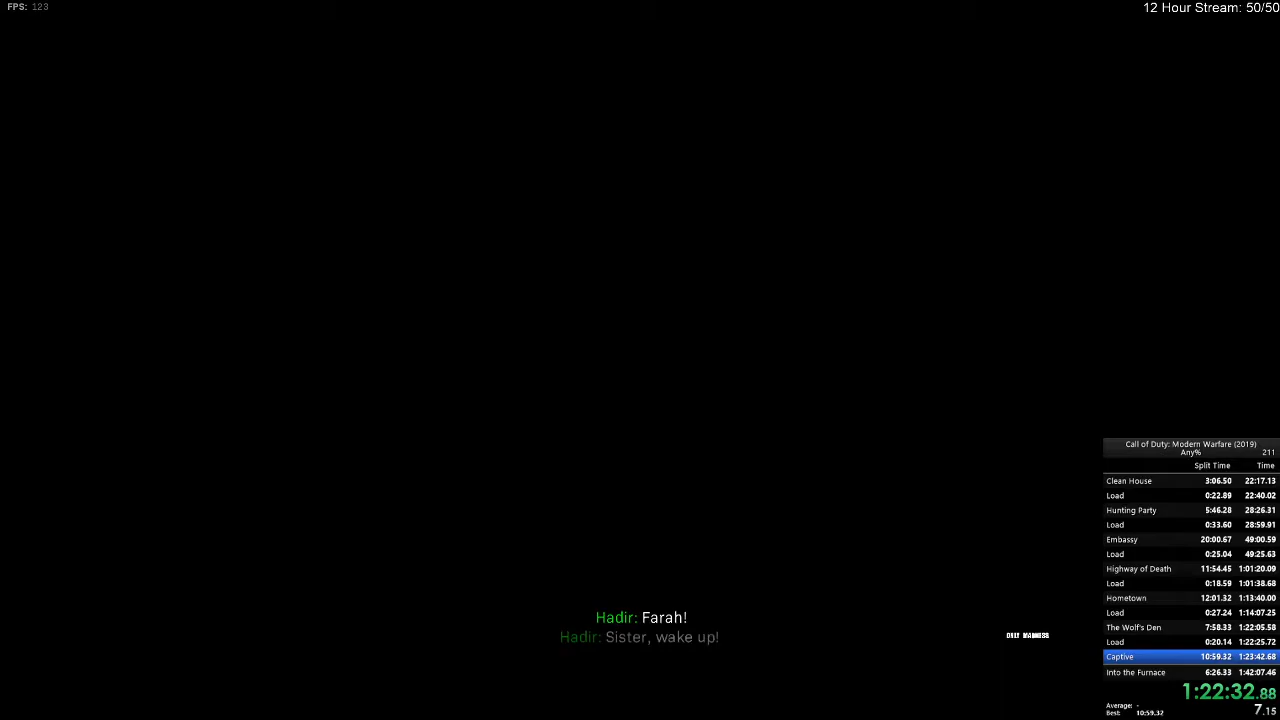 FPS: 123
12 Hour Stream: 50/50
Hadir: Farah!
Hadir: Sister, wake up!
ONLY MADNESS
Call of Duty: Modern Warfare (2019)
Any% 211
Split Time Time
Clean House 3:06.50 22:17.13
Load 0:22.89 22:40.02
Hunting Party 5:46.28 28:26.31
Load 0:33.60 28:59.91
Embassy 20:00.67 49:00.59
Load 0:25.04 49:25.63
Highway of Death 11:54.45 1:01:20.09
Load 0:18.59 1:01:38.68
Hometown 12:01.32 1:13:40.00
Load 0:27.24 1:14:07.25
The Wolf's Den 7:58.33 1:22:05.58
Load 0:20.14 1:22:25.72
Captive 10:59.32 1:23:42.68
Into the Furnace 6:26.33 1:42:07.46
1:22:32.88
Average: -
Best: 10:59.32 7.15